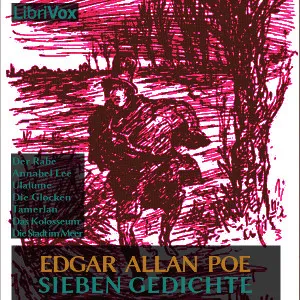 LibriVox
Der Rabe
Annabel Lee
Ulalume
Die Glocken
Tamerlan
Das Kolosseum
Die Stadt im Meer
EDGAR ALLAN POE
SIEBEN GEDICHTE